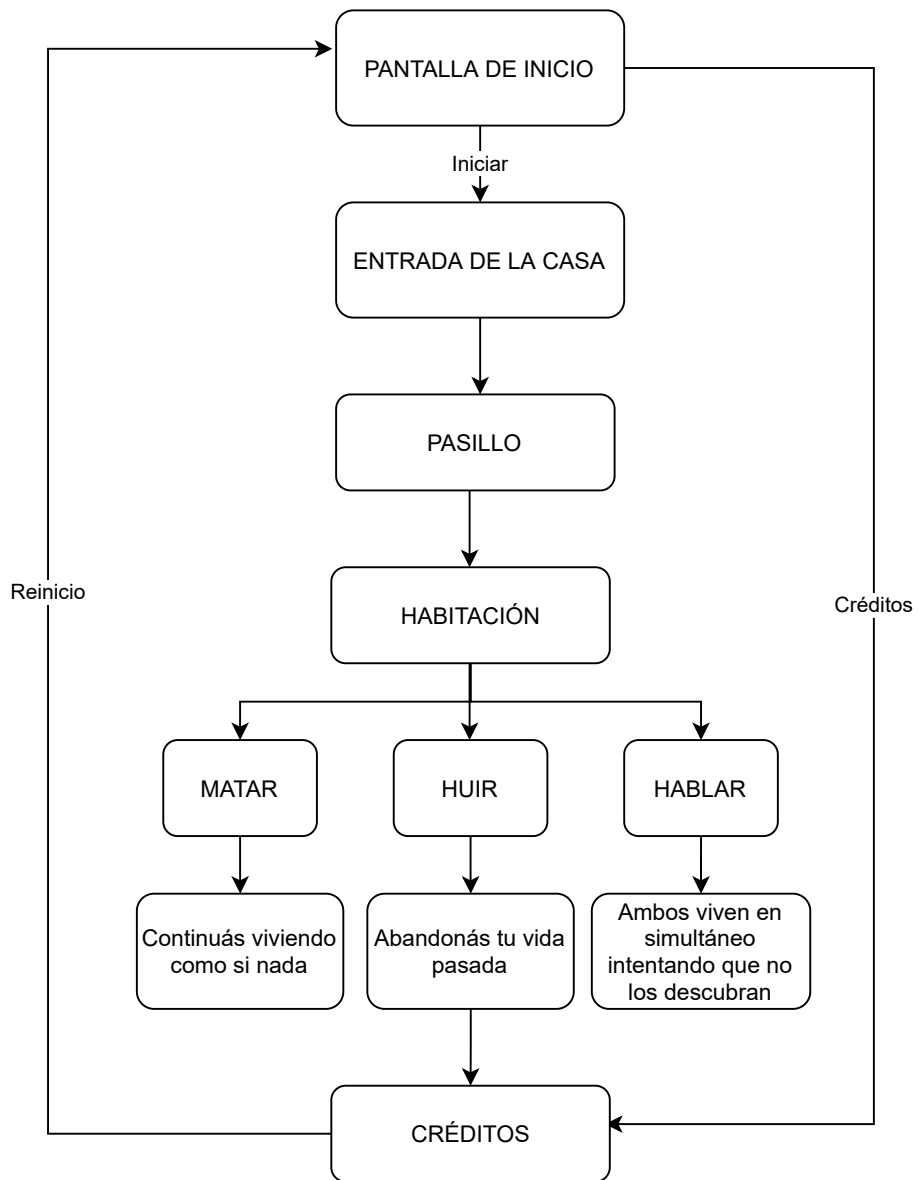 PANTALLA DE INICIO
Iniciar
ENTRADA DE LA CASA
PASILLO
Reinicio
Créditos
HABITACIÓN
MATAR
HUIR
HABLAR
Continuás viviendo
como si nada
Abandonás tu vida
pasada
Ambos viven en
simultáneo
intentando que no
los descubran
CRÉDITOS